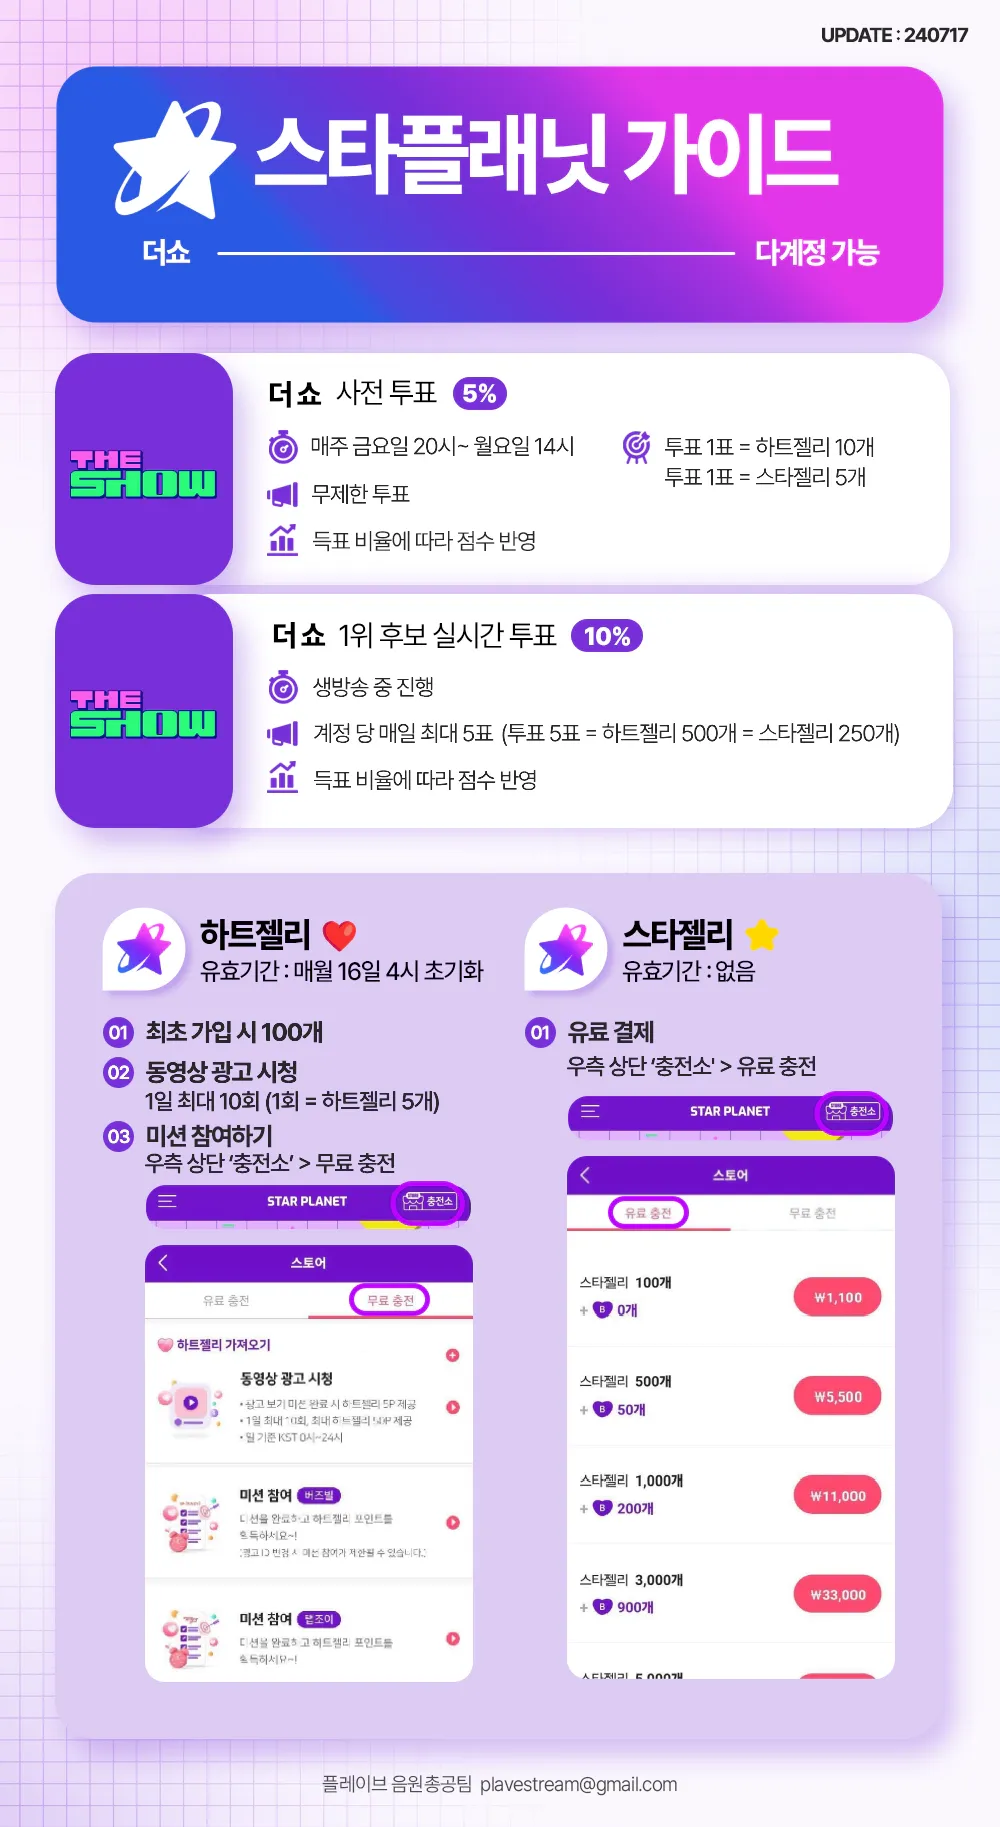 UPDATE : 240717
스타플래닛 가이드
더쇼
다계정 가능
THE SHOW
더쇼 사전 투표 5%
매주 금요일 20시~ 월요일 14시
무제한 투표
득표 비율에 따라 점수 반영
투표 1표 = 하트젤리 10개
투표 1표 = 스타젤리 5개
THE SHOW
더쇼 1위 후보 실시간 투표 10%
생방송 중 진행
계정 당 매일 최대 5표 (투표 5표 = 하트젤리 500개 = 스타젤리 250개)
득표 비율에 따라 점수 반영
하트젤리
유효기간 : 매월 16일 4시 초기화
01 최초 가입 시 100개
02 동영상 광고 시청
1일 최대 10회 (1회 = 하트젤리 5개)
03 미션 참여하기
우측 상단 ‘충전소’ > 무료 충전
STAR PLANET 충전소
스토어
유료 충전 무료 충전
하트젤리 가져오기
동영상 광고 시청
• 광고 보기 미션 완료 시 하트젤리 5P 제공
• 1일 최대 10회, 최대 하트젤리 50P 제공
• 일 기준 KST 0시~24시
미션 참여 버즈빌
미션을 완료하고 하트젤리 포인트를
획득하세요~!
(광고 ID 변경 시 미션 참여가 제한될 수 있습니다.)
미션 참여 탭조이
미션을 완료하고 하트젤리 포인트를
획득하세요~!
스타젤리
유효기간 : 없음
01 유료 결제
우측 상단 ‘충전소' > 유료 충전
STAR PLANET 충전소
스토어
유료 충전 무료 충전
스타젤리 100개
+ B 0개
₩1,100
스타젤리 500개
+ B 50개
₩5,500
스타젤리 1,000개
+ B 200개
₩11,000
스타젤리 3,000개
+ B 900개
₩33,000
스타젤리 5,000개
플레이브 음원총공팀 plavestream@gmail.com